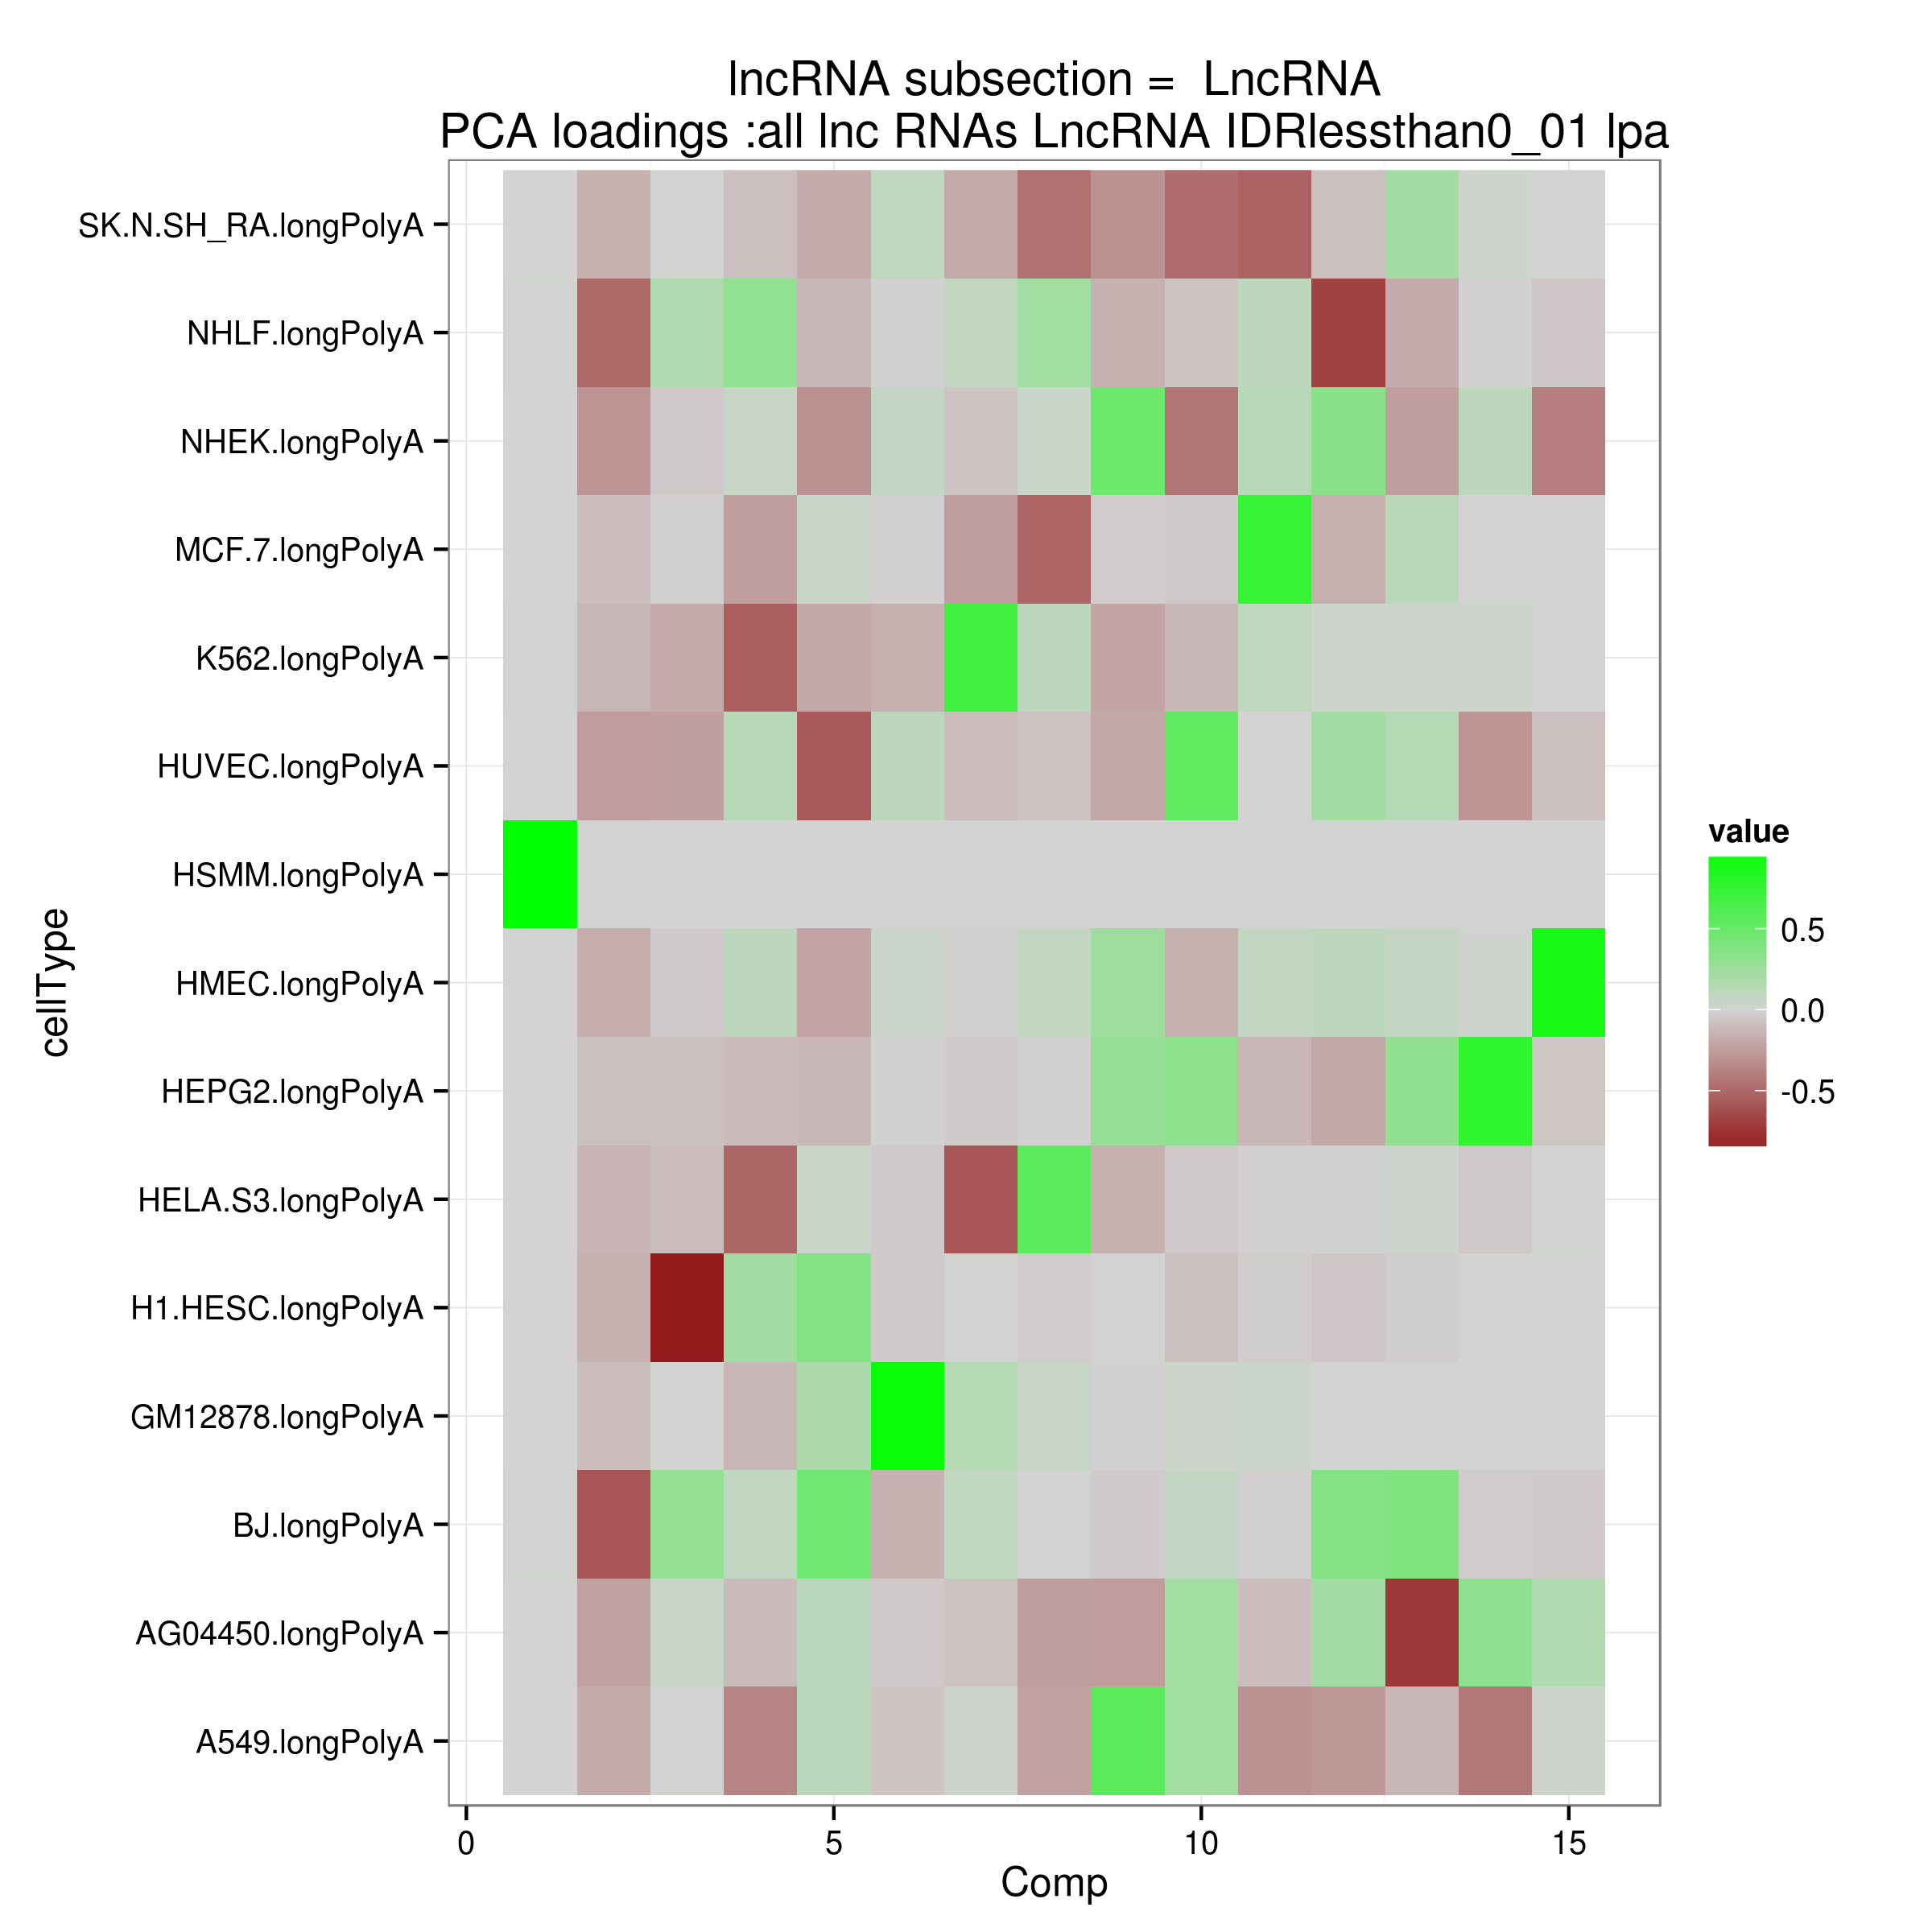 lncRNA subsection =  LncRNA
PCA loadings :all lnc RNAs LncRNA IDRlessthan0_01 lpa
SK.N.SH_RA.longPolyA
NHLF.longPolyA
NHEK.longPolyA
MCF.7.longPolyA
K562.longPolyA
HUVEC.longPolyA
HSMM.longPolyA
HMEC.longPolyA
HEPG2.longPolyA
HELA.S3.longPolyA
H1.HESC.longPolyA
GM12878.longPolyA
BJ.longPolyA
AG04450.longPolyA
A549.longPolyA
cellType
0 5 10 15
Comp
value
0.5
0.0
-0.5